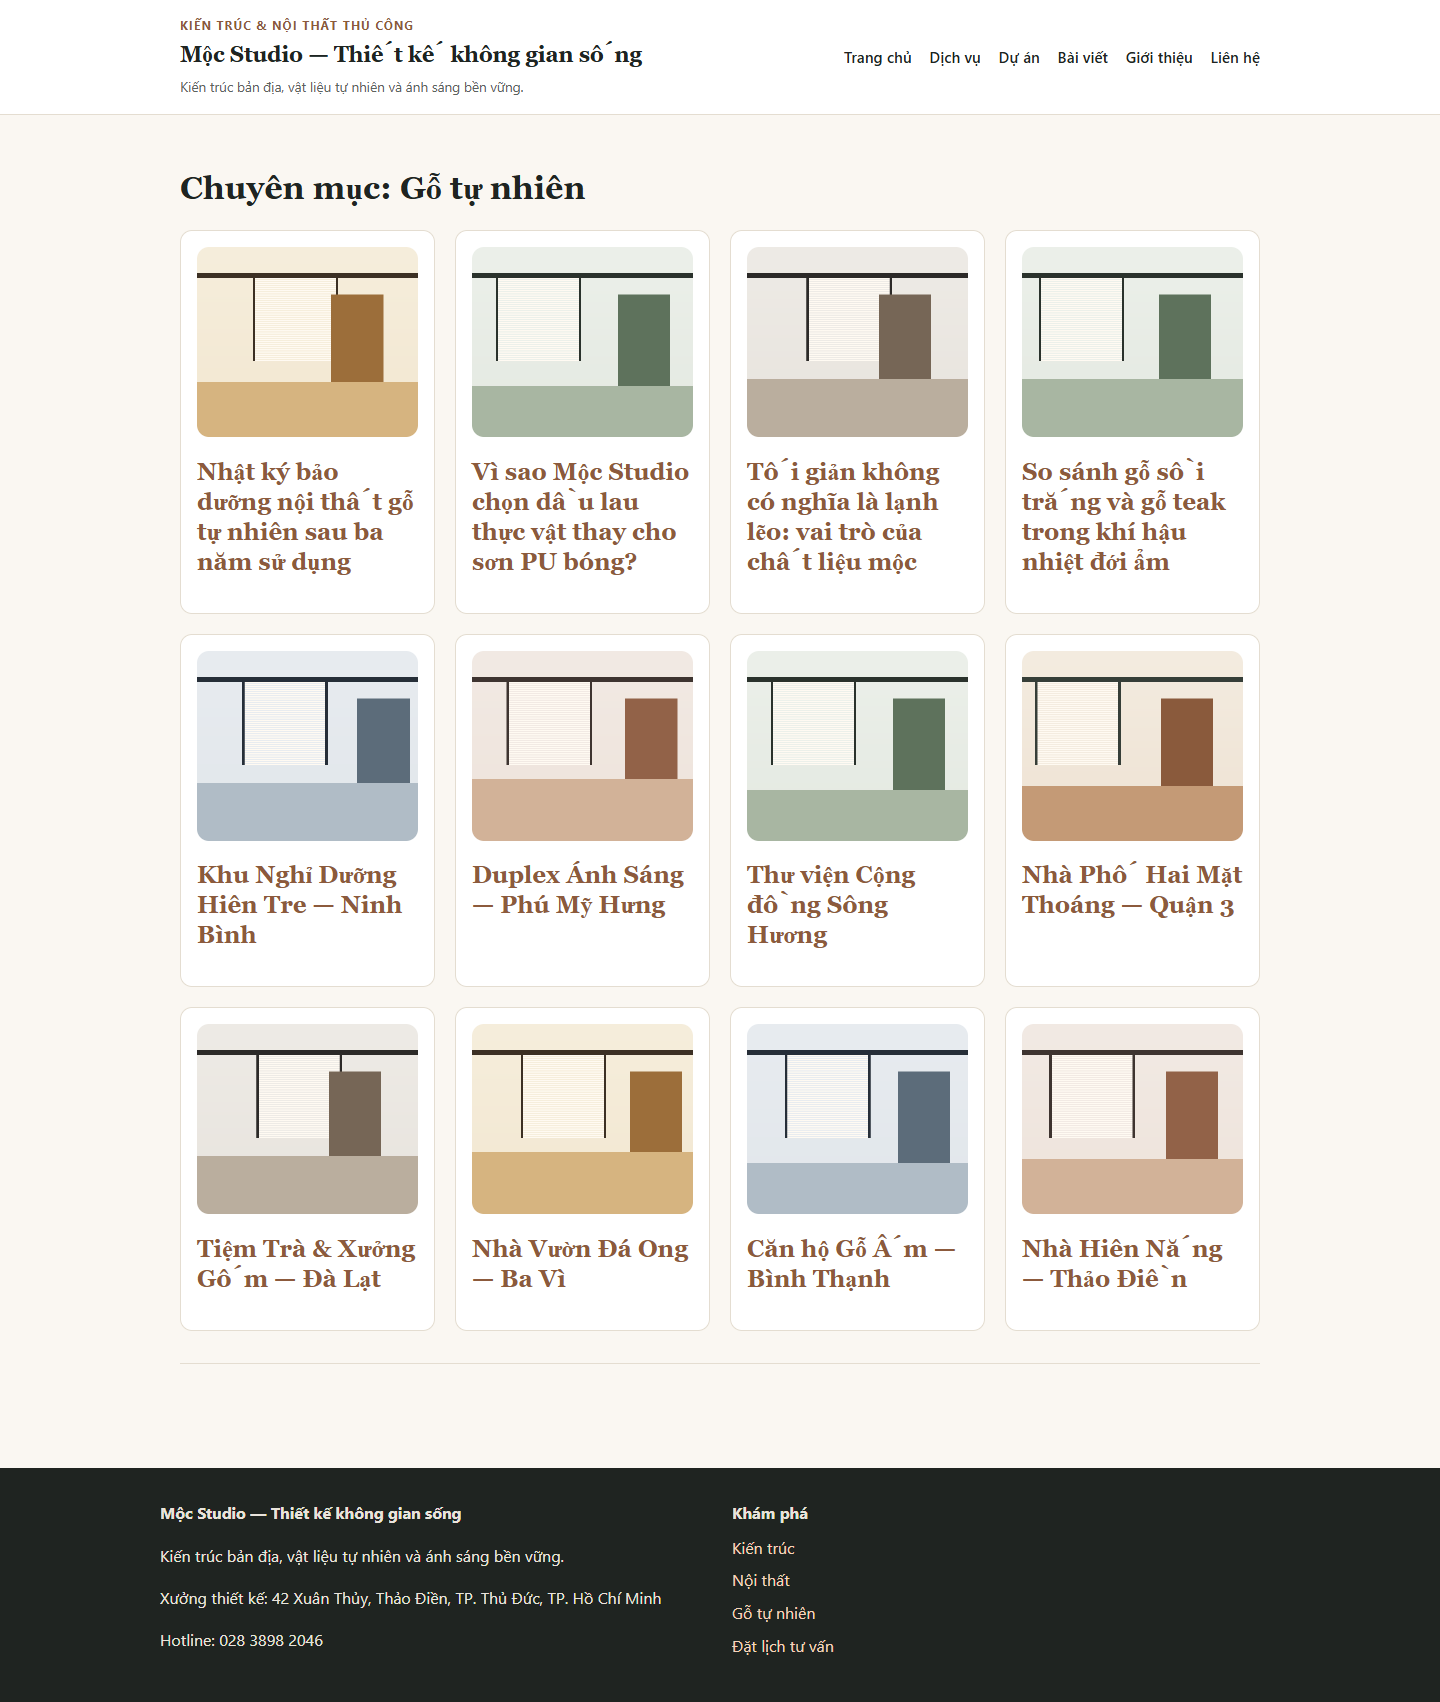 KIẾN TRÚC & NỘI THẤT THỦ CÔNG
Mộc Studio — Thiết kế không gian sống
Kiến trúc bản địa, vật liệu tự nhiên và ánh sáng bền vững.
Trang chủ Dịch vụ Dự án Bài viết Giới thiệu Liên hệ
Chuyên mục: Gỗ tự nhiên
Nhật ký bảo
dưỡng nội thất gỗ
tự nhiên sau ba
năm sử dụng
Vì sao Mộc Studio
chọn dầu lau
thực vật thay cho
sơn PU bóng?
Tối giản không
có nghĩa là lạnh
lẽo: vai trò của
chất liệu mộc
So sánh gỗ sồi
trắng và gỗ teak
trong khí hậu
nhiệt đới ẩm
Khu Nghỉ Dưỡng
Hiên Tre — Ninh
Bình
Duplex Ánh Sáng
— Phú Mỹ Hưng
Thư viện Cộng
đồng Sông
Hương
Nhà Phố Hai Mặt
Thoáng — Quận 3
Tiệm Trà & Xưởng
Gốm — Đà Lạt
Nhà Vườn Đá Ong
— Ba Vì
Căn hộ Gỗ Ấm —
Bình Thạnh
Nhà Hiên Nắng
— Thảo Điền
Mộc Studio — Thiết kế không gian sống
Kiến trúc bản địa, vật liệu tự nhiên và ánh sáng bền vững.
Xưởng thiết kế: 42 Xuân Thủy, Thảo Điền, TP. Thủ Đức, TP. Hồ Chí Minh
Hotline: 028 3898 2046
Khám phá
Kiến trúc
Nội thất
Gỗ tự nhiên
Đặt lịch tư vấn